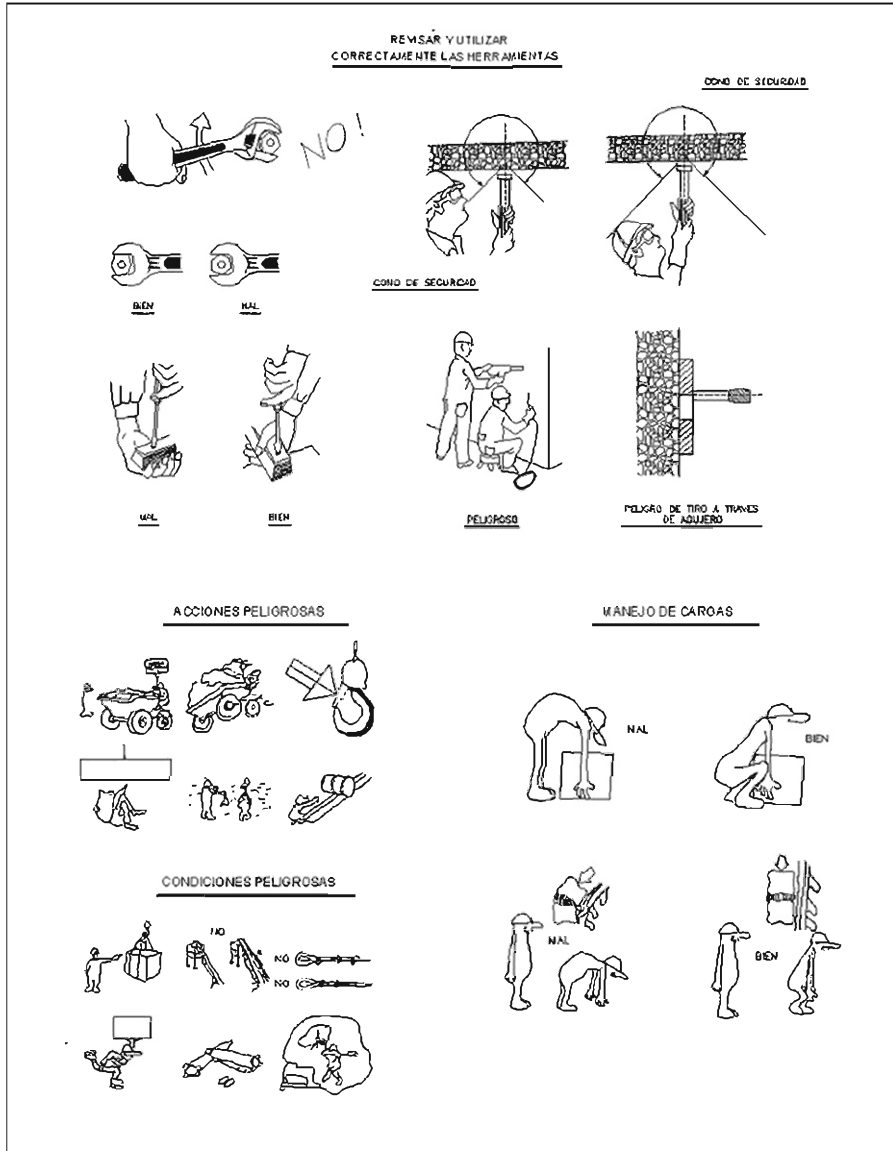 REVISAR Y UTILIZAR
CORRECTAMENTE LAS HERRAMIENTAS
CONO DE SEGURIDAD
NO!
CONO DE SEGURIDAD
BIEN
MAL
MAL
BIEN
PELIGROSO
PELIGRO DE TIRO A TRAVES
DE AGUJERO
ACCIONES PELIGROSAS
MANEJO DE CARGAS
MAL
BIEN
CONDICIONES PELIGROSAS
NO
NO
NO
MAL
BIEN